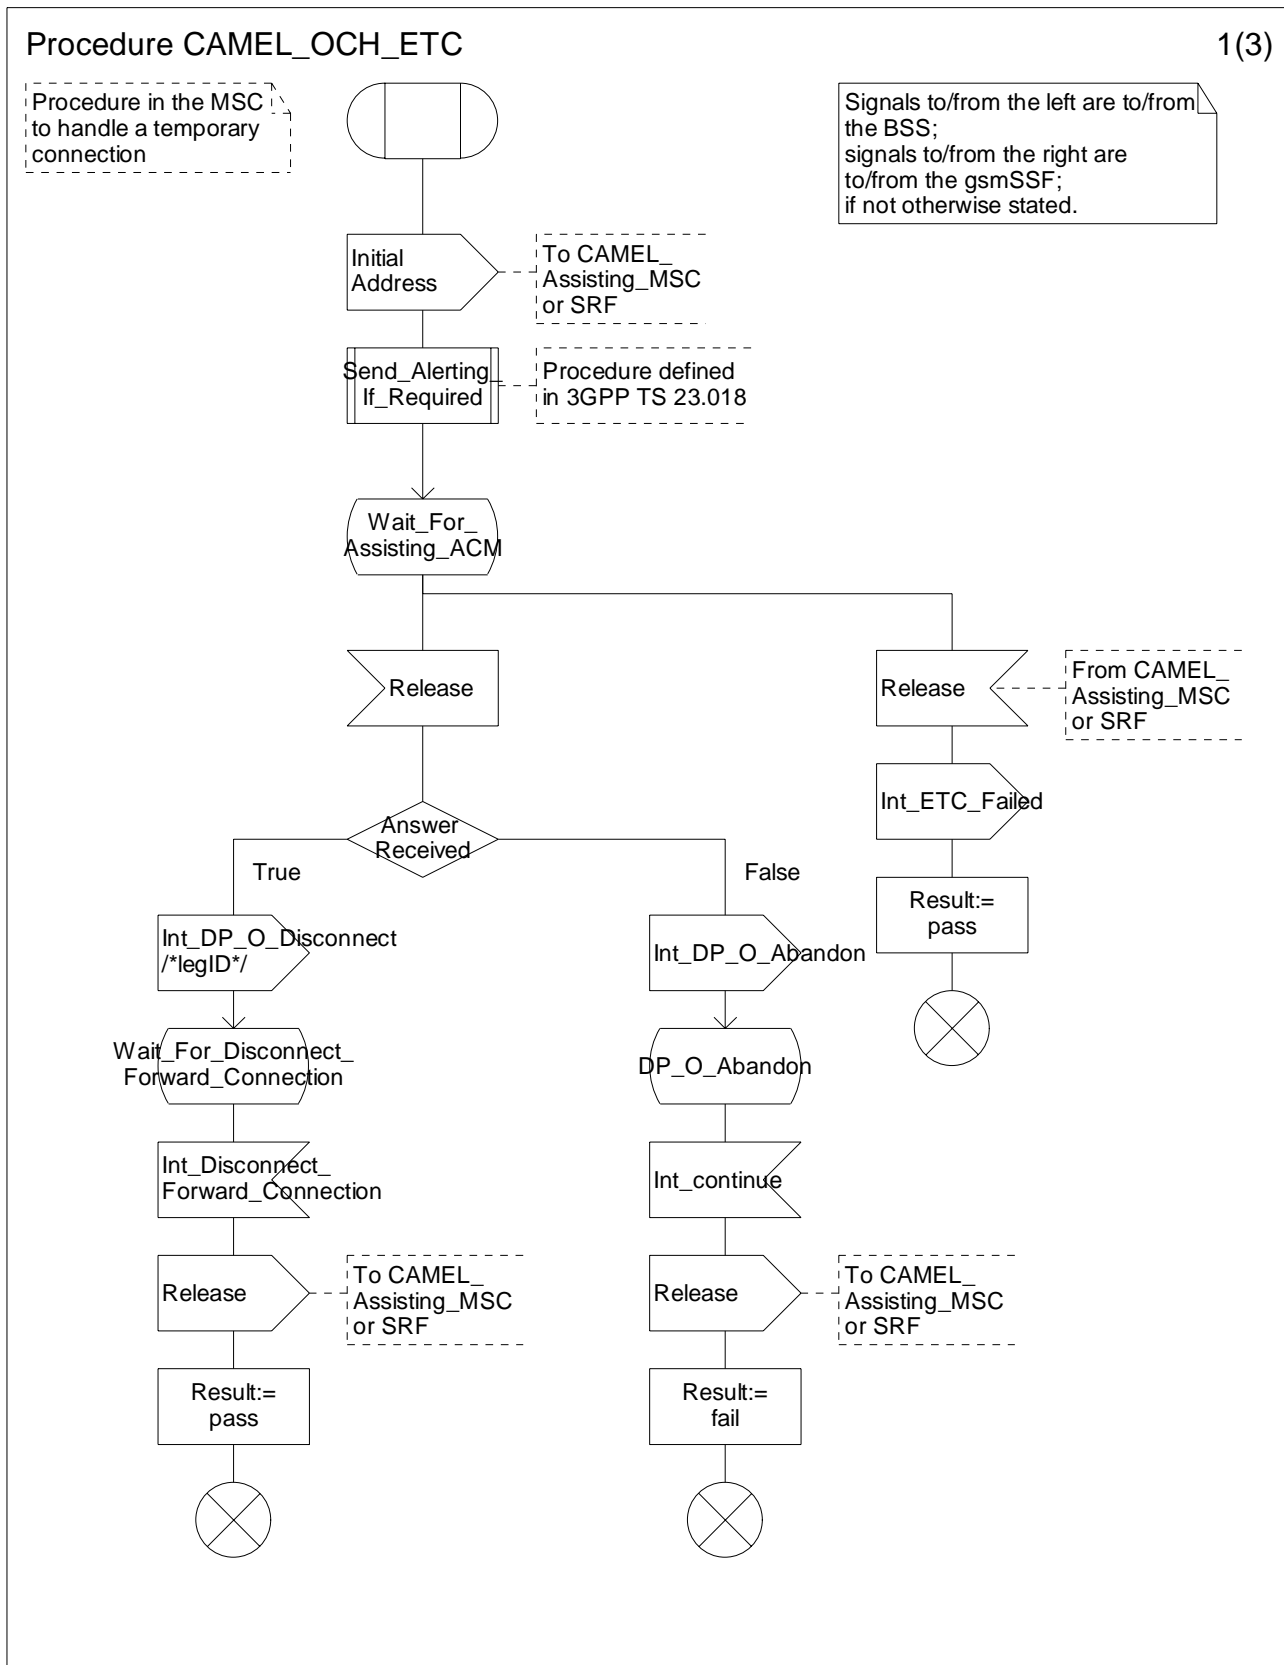 Procedure CAMEL_OCH_ETC
1(3)
Procedure in the MSC
to handle a temporary
connection
Signals to/from the left are to/from
the BSS;
signals to/from the right are
to/from the gsmSSF;
if not otherwise stated.
Initial
Address
To CAMEL_
Assisting_MSC
or SRF
Send_Alerting_
If_Required
Procedure defined
in 3GPP TS 23.018
Wait_For_
Assisting_ACM
Release
Release
From CAMEL_
Assisting_MSC
or SRF
Int_ETC_Failed
Answer
Received
True
False
Result:=
pass
Int_DP_O_Disconnect
/*legID*/
Int_DP_O_Abandon
Wait_For_Disconnect_
Forward_Connection
DP_O_Abandon
Int_Disconnect_
Forward_Connection
Int_continue
Release
To CAMEL_
Assisting_MSC
or SRF
Release
To CAMEL_
Assisting_MSC
or SRF
Result:=
pass
Result:=
fail